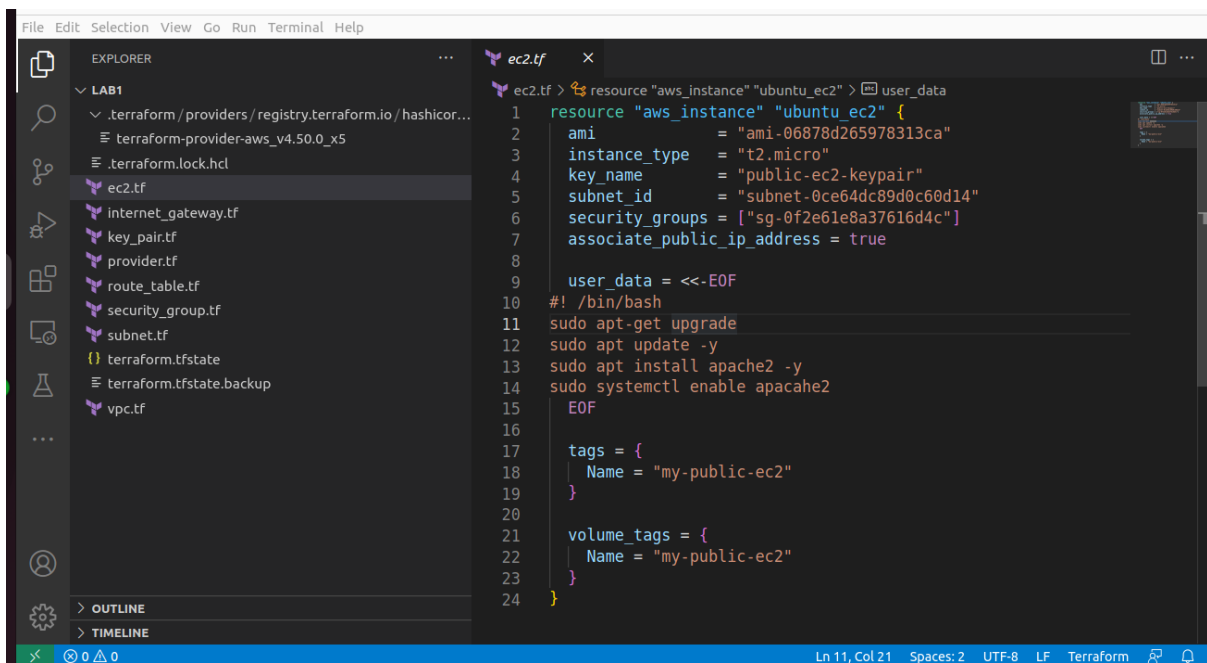 File Edit Selection View Go Run Terminal Help
EXPLORER
LAB1
.terraform/providers/registry.terraform.io/hashicor...
terraform-provider-aws_v4.50.0_x5
.terraform.lock.hcl
ec2.tf
internet_gateway.tf
key_pair.tf
provider.tf
route_table.tf
security_group.tf
subnet.tf
{} terraform.tfstate
terraform.tfstate.backup
vpc.tf
OUTLINE
TIMELINE
ec2.tf
ec2.tf > resource "aws_instance" "ubuntu_ec2" > user_data
1 resource "aws_instance" "ubuntu_ec2" {
2 ami = "ami-06878d265978313ca"
3 instance_type = "t2.micro"
4 key_name = "public-ec2-keypair"
5 subnet_id = "subnet-0ce64dc89d0c60d14"
6 security_groups = ["sg-0f2e61e8a37616d4c"]
7 associate_public_ip_address = true
8
9 user_data = <<-EOF
10 #! /bin/bash
11 sudo apt-get upgrade
12 sudo apt update -y
13 sudo apt install apache2 -y
14 sudo systemctl enable apacahe2
15 EOF
16
17 tags = {
18 Name = "my-public-ec2"
19 }
20
21 volume_tags = {
22 Name = "my-public-ec2"
23 }
24 }
0 0 Ln 11, Col 21 Spaces: 2 UTF-8 LF Terraform